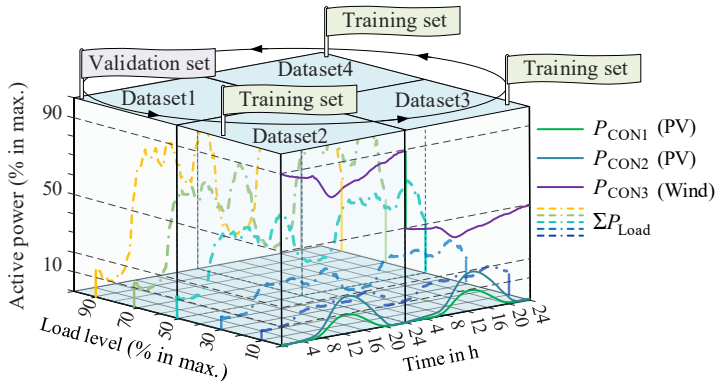 Training set
Validation set
Dataset4
Training set
Dataset1
Training set
Dataset3
Dataset2
Active power (% in max.)
90
50
10
P_CON1 (PV)
P_CON2 (PV)
P_CON3 (Wind)
ΣP_Load
90
70
50
30
10
Load level (% in max.)
4
8
12
16
20
24
4
8
12
16
20
24
Time in h